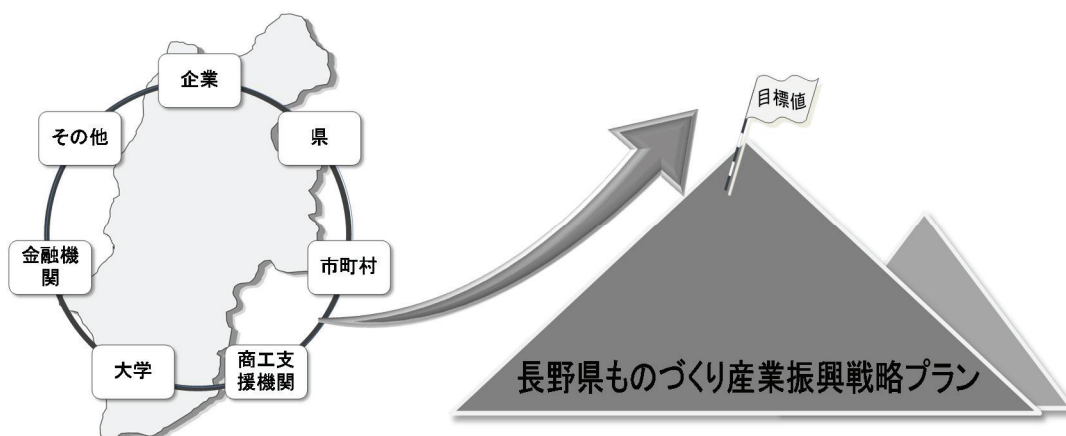 企業
県
市町村
商工支
援機関
大学
金融機
関
その他
目標値
長野県ものづくり産業振興戦略プラン